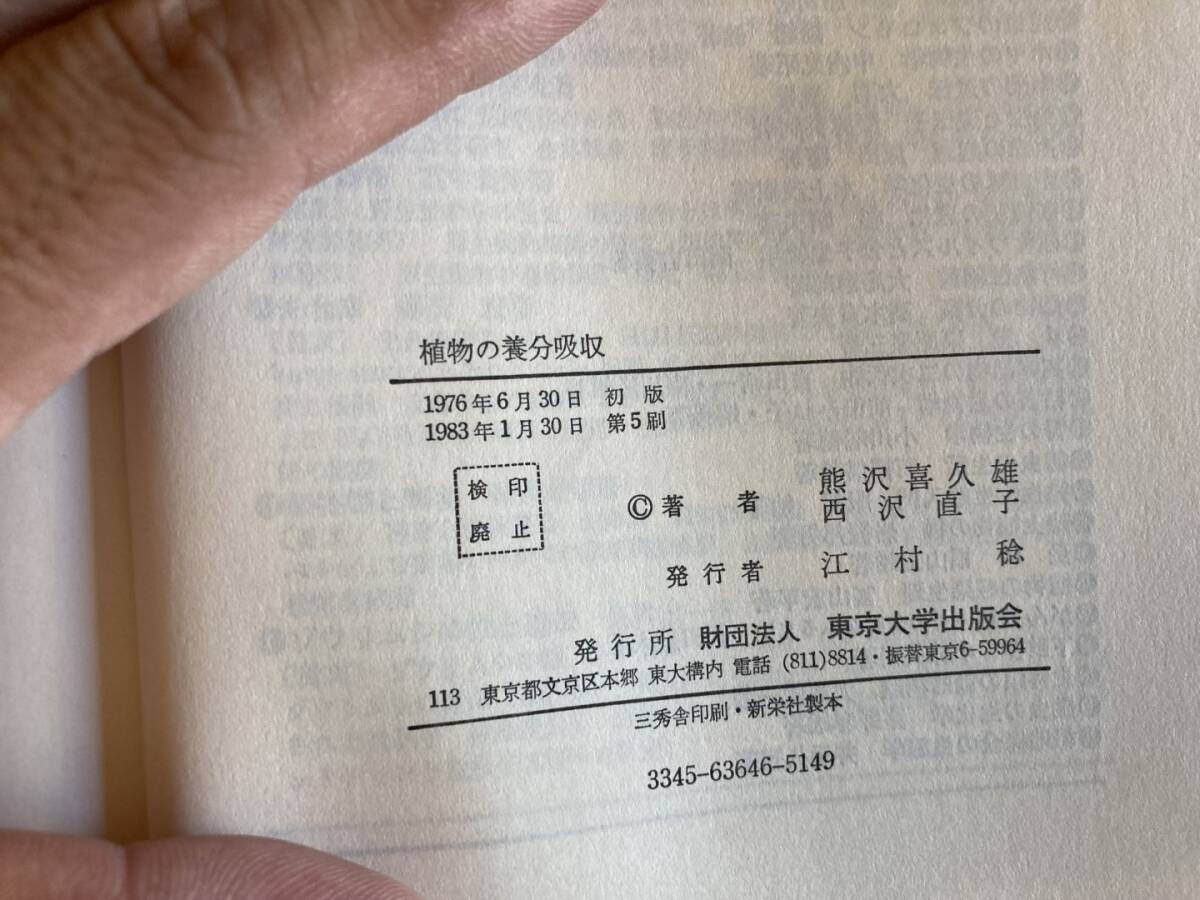 植物の養分吸収
1976年6月30日 初版
1983年1月30日 第5刷
検印
廃止
Ⓒ著者 熊沢喜久雄
西沢直子
発行者 江村稔
発行所 財団法人 東京大学出版会
113 東京都文京区本郷 東大構内 電話 (811)8814・振替東京6-59964
三秀舎印刷・新栄社製本
3345-63646-5149